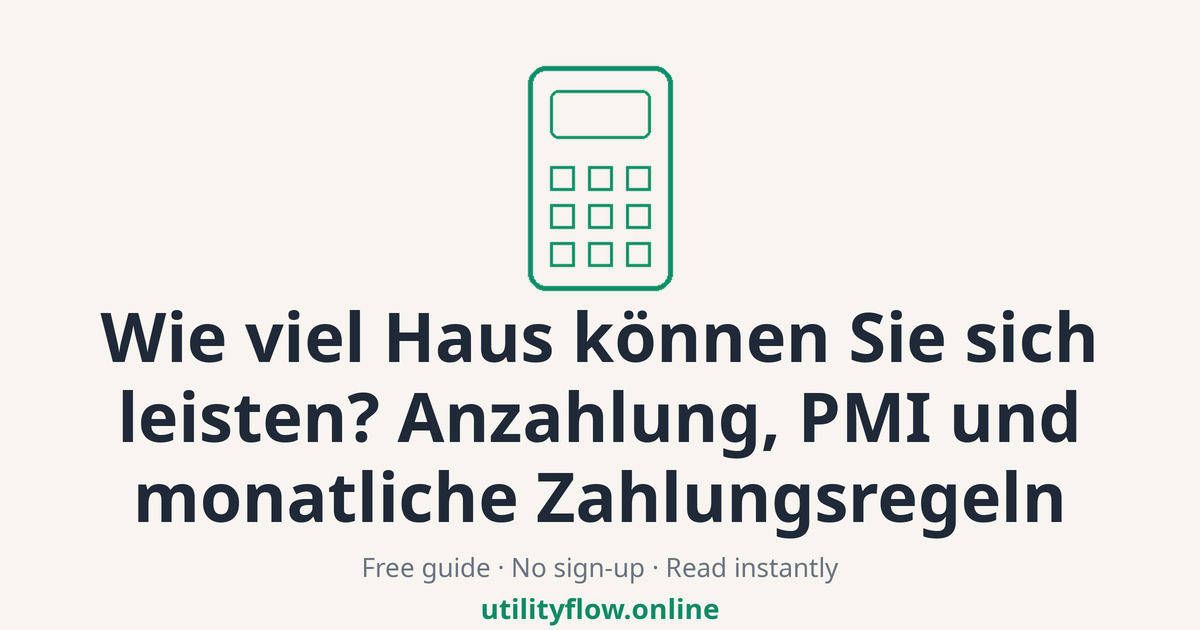 Wie viel Haus können Sie sich
leisten? Anzahlung, PMI und
monatliche Zahlungsregeln
Free guide · No sign-up · Read instantly
utilityflow.online